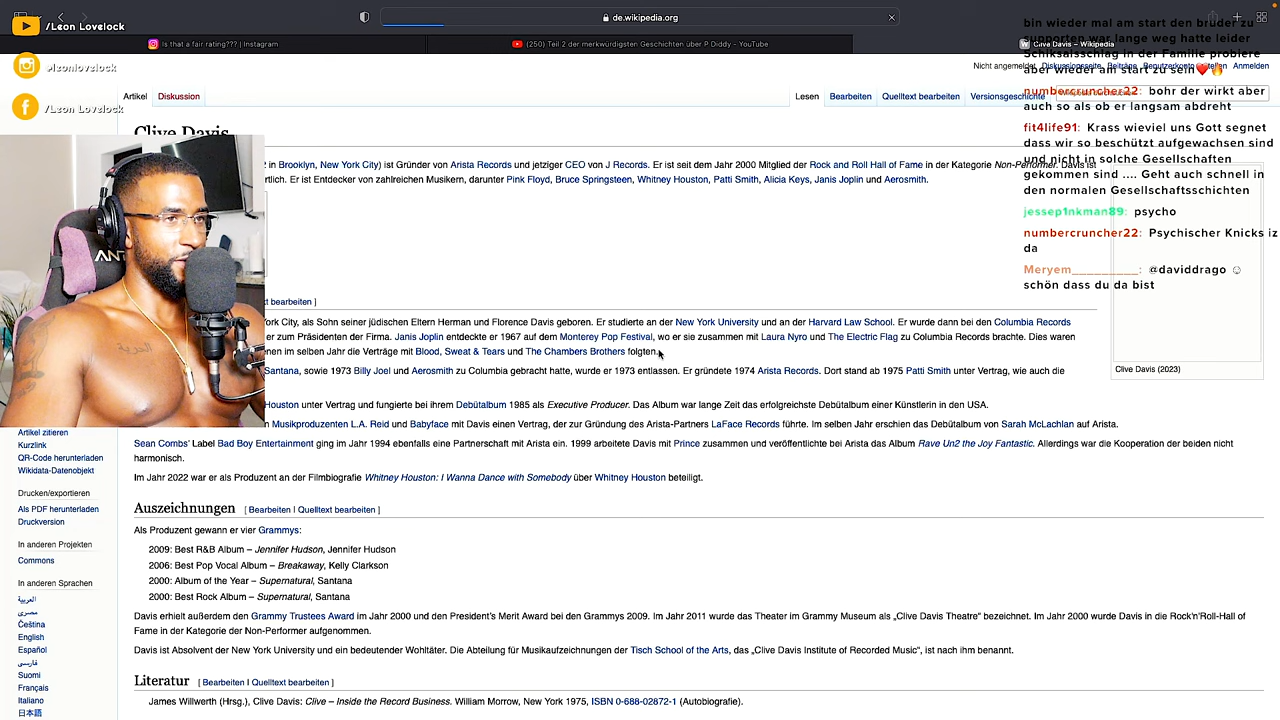 /Leon Lovelock
de.wikipedia.org
Is that a fair rating??? | Instagram
(250) Teil 2 der merkwürdigsten Geschichten über P Diddy - YouTube
Clive Davis – Wikipedia
#leonlovelock
/Leon Lovelock
Nicht angemeldet Diskussionsseite Beiträge Anmelden
Artikel Diskussion
Lesen Bearbeiten Quelltext bearbeiten Versionsgeschichte
bin wieder mal am start den bruder zu
supporten war lange weg hatte leider
Schiksalsschlag in der Familie probiere
aber wieder am start zu sein❤️🔥
numbercruncher22: bohr der wirkt aber
auch so als ob er langsam abdreht
fit4life91: Krass wieviel uns Gott segnet
dass wir so beschützt aufgewachsen sind
und nicht in solche Gesellschaften
gekommen sind .... Geht auch schnell in
den normalen Gesellschaftsschichten
jessep1nkman89: psycho
numbercruncher22: Psychischer Knicks iz
da
Meryem_________: @daviddrago ☺
schön dass du da bist
Clive Davis
in Brooklyn, New York City) ist Gründer von Arista Records und jetziger CEO von J Records. Er ist seit dem Jahr 2000 Mitglied der Rock and Roll Hall of Fame in der Kategorie Non-Performer. Davis ist
Er ist Entdecker von zahlreichen Musikern, darunter Pink Floyd, Bruce Springsteen, Whitney Houston, Patti Smith, Alicia Keys, Janis Joplin und Aerosmith.
bearbeiten ]
City, als Sohn seiner jüdischen Eltern Herman und Florence Davis geboren. Er studierte an der New York University und an der Harvard Law School. Er wurde dann bei den Columbia Records
er zum Präsidenten der Firma. Janis Joplin entdeckte er 1967 auf dem Monterey Pop Festival, wo er sie zusammen mit Laura Nyro und The Electric Flag zu Columbia Records brachte. Dies waren
im selben Jahr die Verträge mit Blood, Sweat & Tears und The Chambers Brothers folgten.
Santana, sowie 1973 Billy Joel und Aerosmith zu Columbia gebracht hatte, wurde er 1973 entlassen. Er gründete 1974 Arista Records. Dort stand ab 1975 Patti Smith unter Vertrag, wie auch die
Houston unter Vertrag und fungierte bei ihrem Debütalbum 1985 als Executive Producer. Das Album war lange Zeit das erfolgreichste Debütalbum einer Künstlerin in den USA.
Musikproduzenten L.A. Reid und Babyface mit Davis einen Vertrag, der zur Gründung des Arista-Partners LaFace Records führte. Im selben Jahr erschien das Debütalbum von Sarah McLachlan auf Arista.
Sean Combs' Label Bad Boy Entertainment ging im Jahr 1994 ebenfalls eine Partnerschaft mit Arista ein. 1999 arbeitete Davis mit Prince zusammen und veröffentlichte bei Arista das Album Rave Un2 the Joy Fantastic. Allerdings war die Kooperation der beiden nicht
harmonisch.
Im Jahr 2022 war er als Produzent an der Filmbiografie Whitney Houston: I Wanna Dance with Somebody über Whitney Houston beteiligt.
Clive Davis (2023)
Auszeichnungen [ Bearbeiten | Quelltext bearbeiten ]
Als Produzent gewann er vier Grammys:
2009: Best R&B Album – Jennifer Hudson, Jennifer Hudson
2006: Best Pop Vocal Album – Breakaway, Kelly Clarkson
2000: Album of the Year – Supernatural, Santana
2000: Best Rock Album – Supernatural, Santana
Davis erhielt außerdem den Grammy Trustees Award im Jahr 2000 und den President's Merit Award bei den Grammys 2009. Im Jahr 2011 wurde das Theater im Grammy Museum als „Clive Davis Theatre“ bezeichnet. Im Jahr 2000 wurde Davis in die Rock'n'Roll-Hall of
Fame in der Kategorie der Non-Performer aufgenommen.
Davis ist Absolvent der New York University und ein bedeutender Wohltäter. Die Abteilung für Musikaufzeichnungen der Tisch School of the Arts, das „Clive Davis Institute of Recorded Music“, ist nach ihm benannt.
Literatur [ Bearbeiten | Quelltext bearbeiten ]
James Willwerth (Hrsg.), Clive Davis: Clive – Inside the Record Business. William Morrow, New York 1975, ISBN 0-688-02872-1 (Autobiografie).
Artikel zitieren
Kurzlink
QR-Code herunterladen
Wikidata-Datenobjekt
Drucken/exportieren
Als PDF herunterladen
Druckversion
In anderen Projekten
Commons
In anderen Sprachen
العربية
مصرى
Čeština
English
Español
فارسی
Suomi
Français
Italiano
日本語